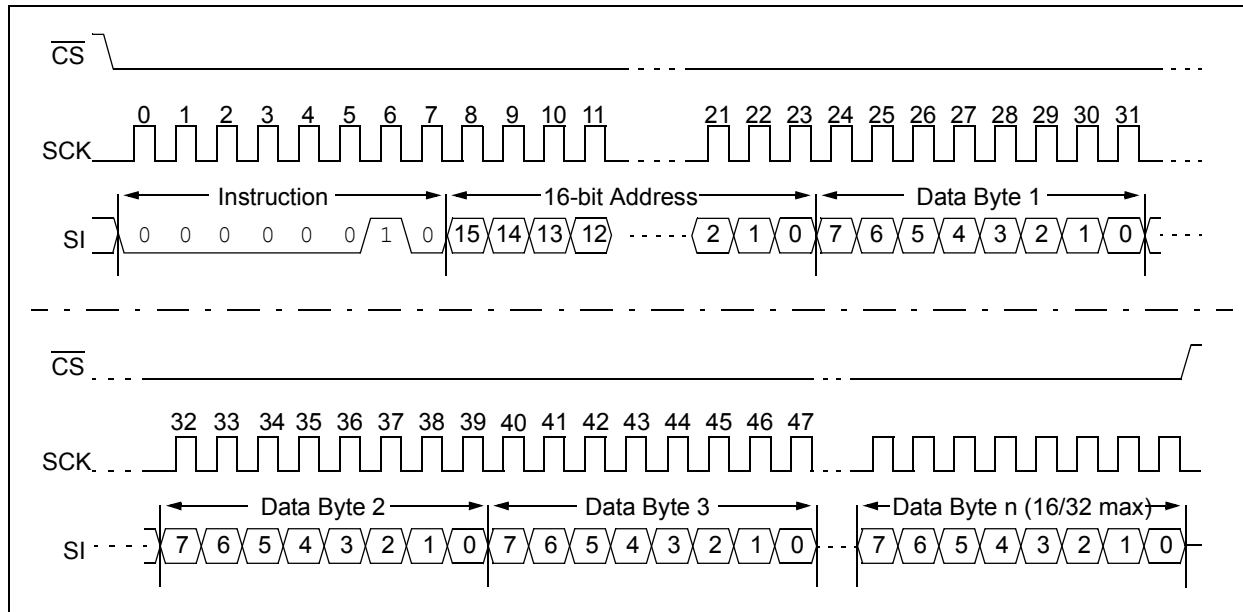 CS
0 1 2 3 4 5 6 7 8 9 10 11 21 22 23 24 25 26 27 28 29 30 31
SCK
Instruction 16-bit Address Data Byte 1
SI 0 0 0 0 0 0 1 0 15 14 13 12 2 1 0 7 6 5 4 3 2 1 0
CS
32 33 34 35 36 37 38 39 40 41 42 43 44 45 46 47
SCK
Data Byte 2 Data Byte 3 Data Byte n (16/32 max)
SI 7 6 5 4 3 2 1 0 7 6 5 4 3 2 1 0 7 6 5 4 3 2 1 0